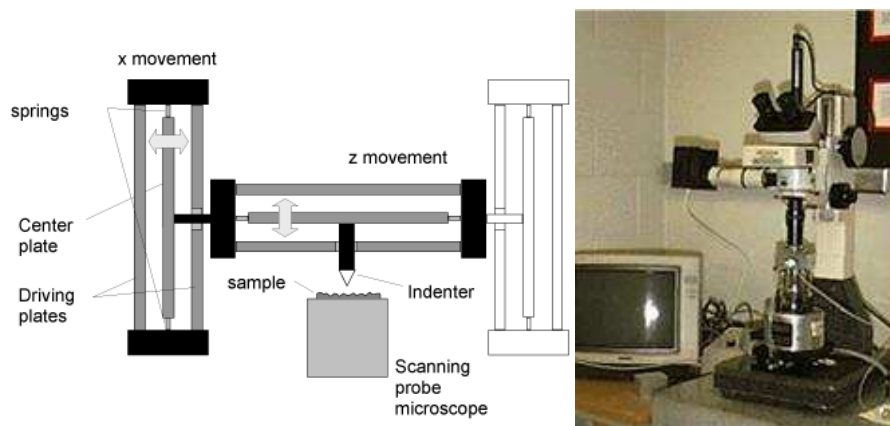 x movement
springs
z movement
Center
plate
Driving
plates
sample
Indenter
Scanning
probe
microscope